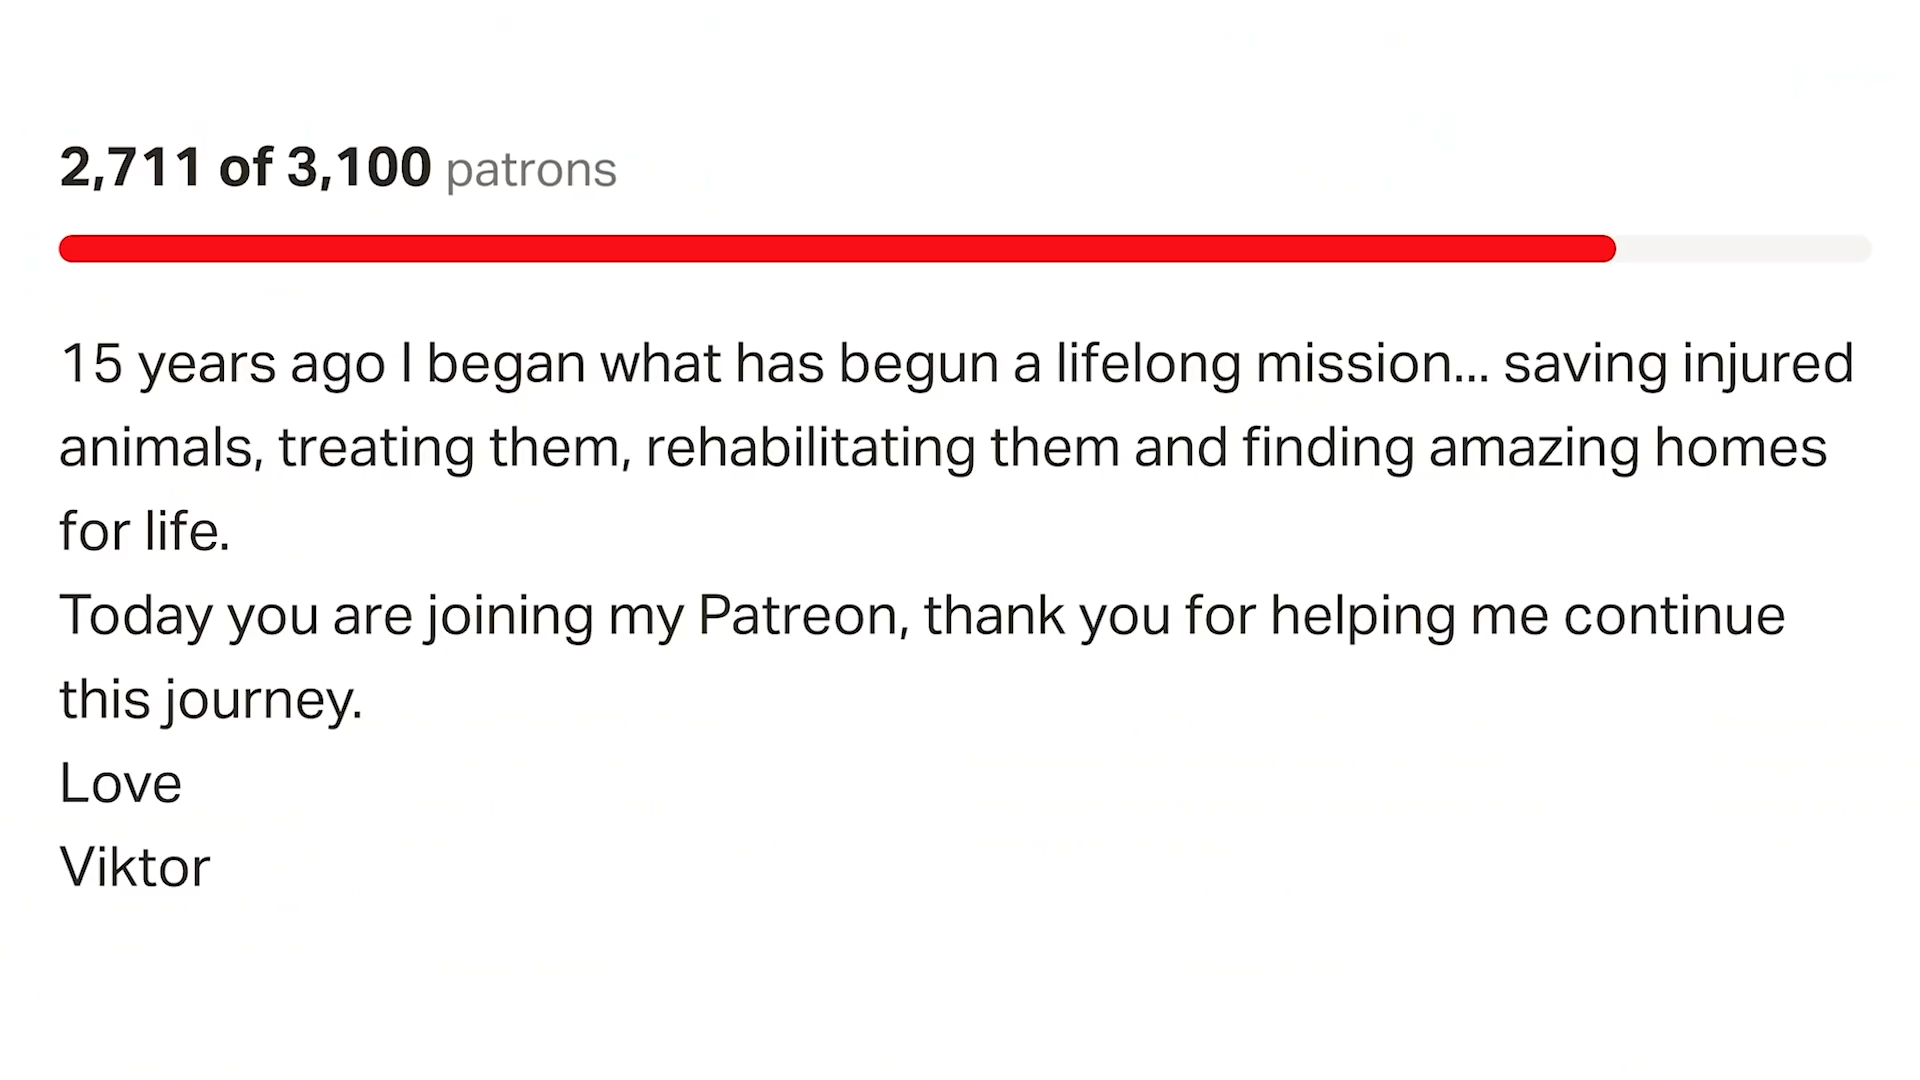 2,711 of 3,100 patrons
15 years ago I began what has begun a lifelong mission... saving injured
animals, treating them, rehabilitating them and finding amazing homes
for life.
Today you are joining my Patreon, thank you for helping me continue
this journey.
Love
Viktor